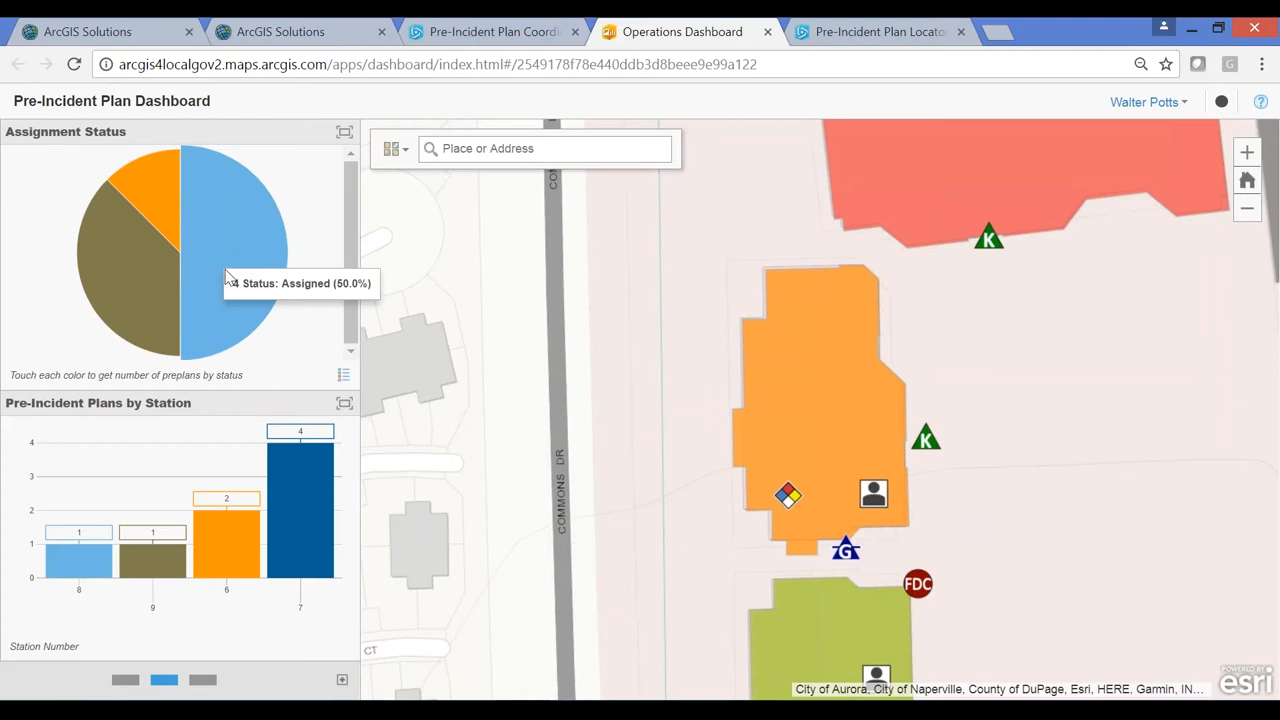 ArcGIS Solutions
ArcGIS Solutions
Pre-Incident Plan Coordi
Operations Dashboard
Pre-Incident Plan Locato
arcgis4localgov2.maps.arcgis.com/apps/dashboard/index.html#/2549178f78e440ddb3d8beee9e99a122
G
Pre-Incident Plan Dashboard
Walter Potts
?
Assignment Status
4 Status: Assigned (50.0%)
Touch each color to get number of preplans by status
Pre-Incident Plans by Station
4
3
2
1
0
1
1
2
4
8
9
6
7
Station Number
Place or Address
COMMONS DR
CT
K
K
G
FDC
City of Aurora, City of Naperville, County of DuPage, Esri, HERE, Garmin, IN...
POWERED BY
esri